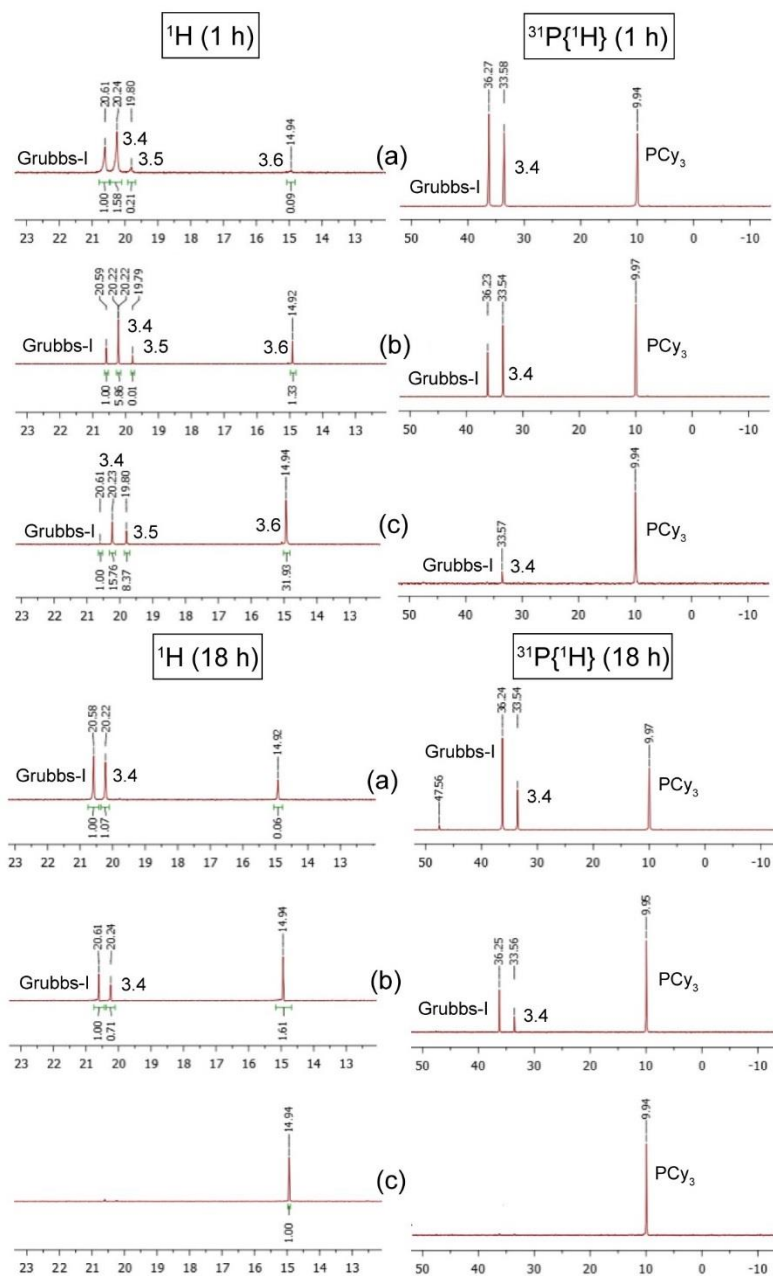 ¹H (1 h)
³¹P{¹H} (1 h)
20.61 20.24 19.80 14.94
Grubbs-I 3.4 3.5 3.6 (a)
1.00 1.58 0.21 0.09
23 22 21 20 19 18 17 16 15 14 13
36.27 33.58 9.94
Grubbs-I 3.4 PCy₃
50 40 30 20 10 0 -10
20.59 20.22 20.22 19.79 14.92
Grubbs-I 3.4 3.5 3.6 (b)
1.00 5.86 0.01 1.33
23 22 21 20 19 18 17 16 15 14 13
36.23 33.54 9.97
Grubbs-I 3.4 PCy₃
50 40 30 20 10 0 -10
3.4
20.61 20.23 19.80 14.94
Grubbs-I 3.5 3.6 (c)
1.00 15.76 8.37 31.93
23 22 21 20 19 18 17 16 15 14 13
33.57 9.94
Grubbs-I 3.4 PCy₃
50 40 30 20 10 0 -10
¹H (18 h)
³¹P{¹H} (18 h)
20.58 20.22 14.92
Grubbs-I 3.4 (a)
1.00 1.07 0.06
23 22 21 20 19 18 17 16 15 14 13
47.56 36.24 33.54 9.97
Grubbs-I 3.4 PCy₃
50 40 30 20 10 0 -10
20.61 20.24 14.94
Grubbs-I 3.4 (b)
1.00 0.71 1.61
23 22 21 20 19 18 17 16 15 14 13
36.25 33.56 9.95
Grubbs-I 3.4 PCy₃
50 40 30 20 10 0 -10
14.94
(c)
1.00
23 22 21 20 19 18 17 16 15 14 13
9.94
PCy₃
50 40 30 20 10 0 -10